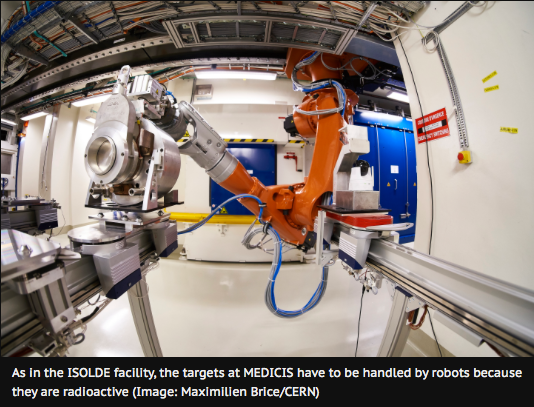 As in the ISOLDE facility, the targets at MEDICIS have to be handled by robots because
they are radioactive (Image: Maximilien Brice/CERN)